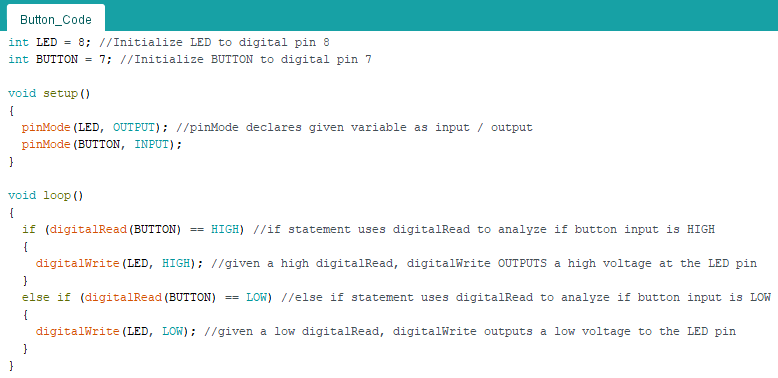 Button_Code
int LED = 8; //Initialize LED to digital pin 8
int BUTTON = 7; //Initialize BUTTON to digital pin 7
void setup()
{
  pinMode(LED, OUTPUT); //pinMode declares given variable as input / output
  pinMode(BUTTON, INPUT);
}
void loop()
{
  if (digitalRead(BUTTON) == HIGH) //if statement uses digitalRead to analyze if button input is HIGH
  {
    digitalWrite(LED, HIGH); //given a high digitalRead, digitalWrite OUTPUTS a high voltage at the LED pin
  }
  else if (digitalRead(BUTTON) == LOW) //else if statement uses digitalRead to analyze if button input is LOW
  {
    digitalWrite(LED, LOW); //given a low digitalRead, digitalWrite outputs a low voltage to the LED pin
  }
}